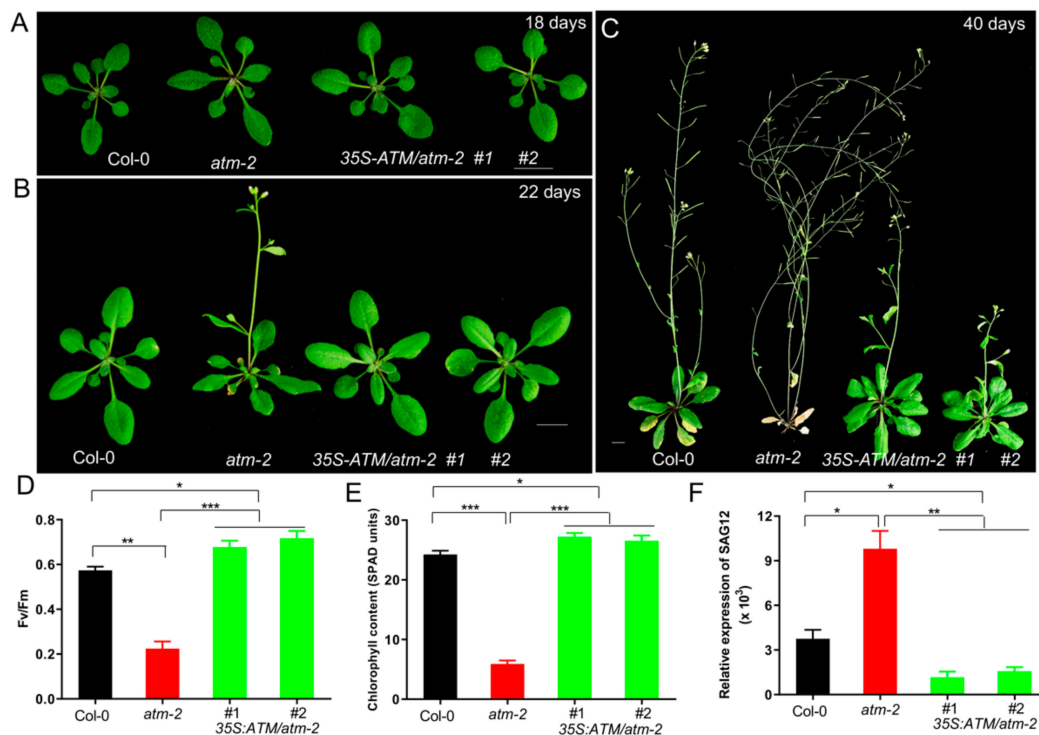 A
18 days
Col-0 atm-2 35S-ATM/atm-2 #1 #2
B
22 days
Col-0 atm-2 35S-ATM/atm-2 #1 #2
C
40 days
Col-0 atm-2 35S-ATM/atm-2 #1 #2
D
*
***
**
Fv/Fm
0.8
0.6
0.4
0.2
0.0
Col-0 atm-2 #1 #2
35S:ATM/atm-2
E
*
*** ***
Chlorophyll content (SPAD units)
30
20
10
0
Col-0 atm-2 #1 #2
35S:ATM/atm-2
F
*
* **
Relative expression of SAG12
(x 10³)
12
9
6
3
0
Col-0 atm-2 #1 #2
35S:ATM/atm-2